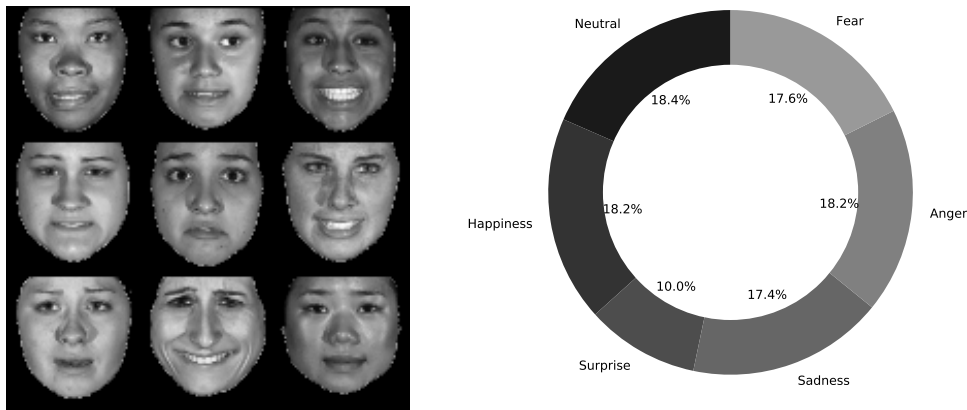 Neutral
Fear
18.4%
17.6%
Happiness
18.2%
18.2%
Anger
10.0%
17.4%
Surprise
Sadness